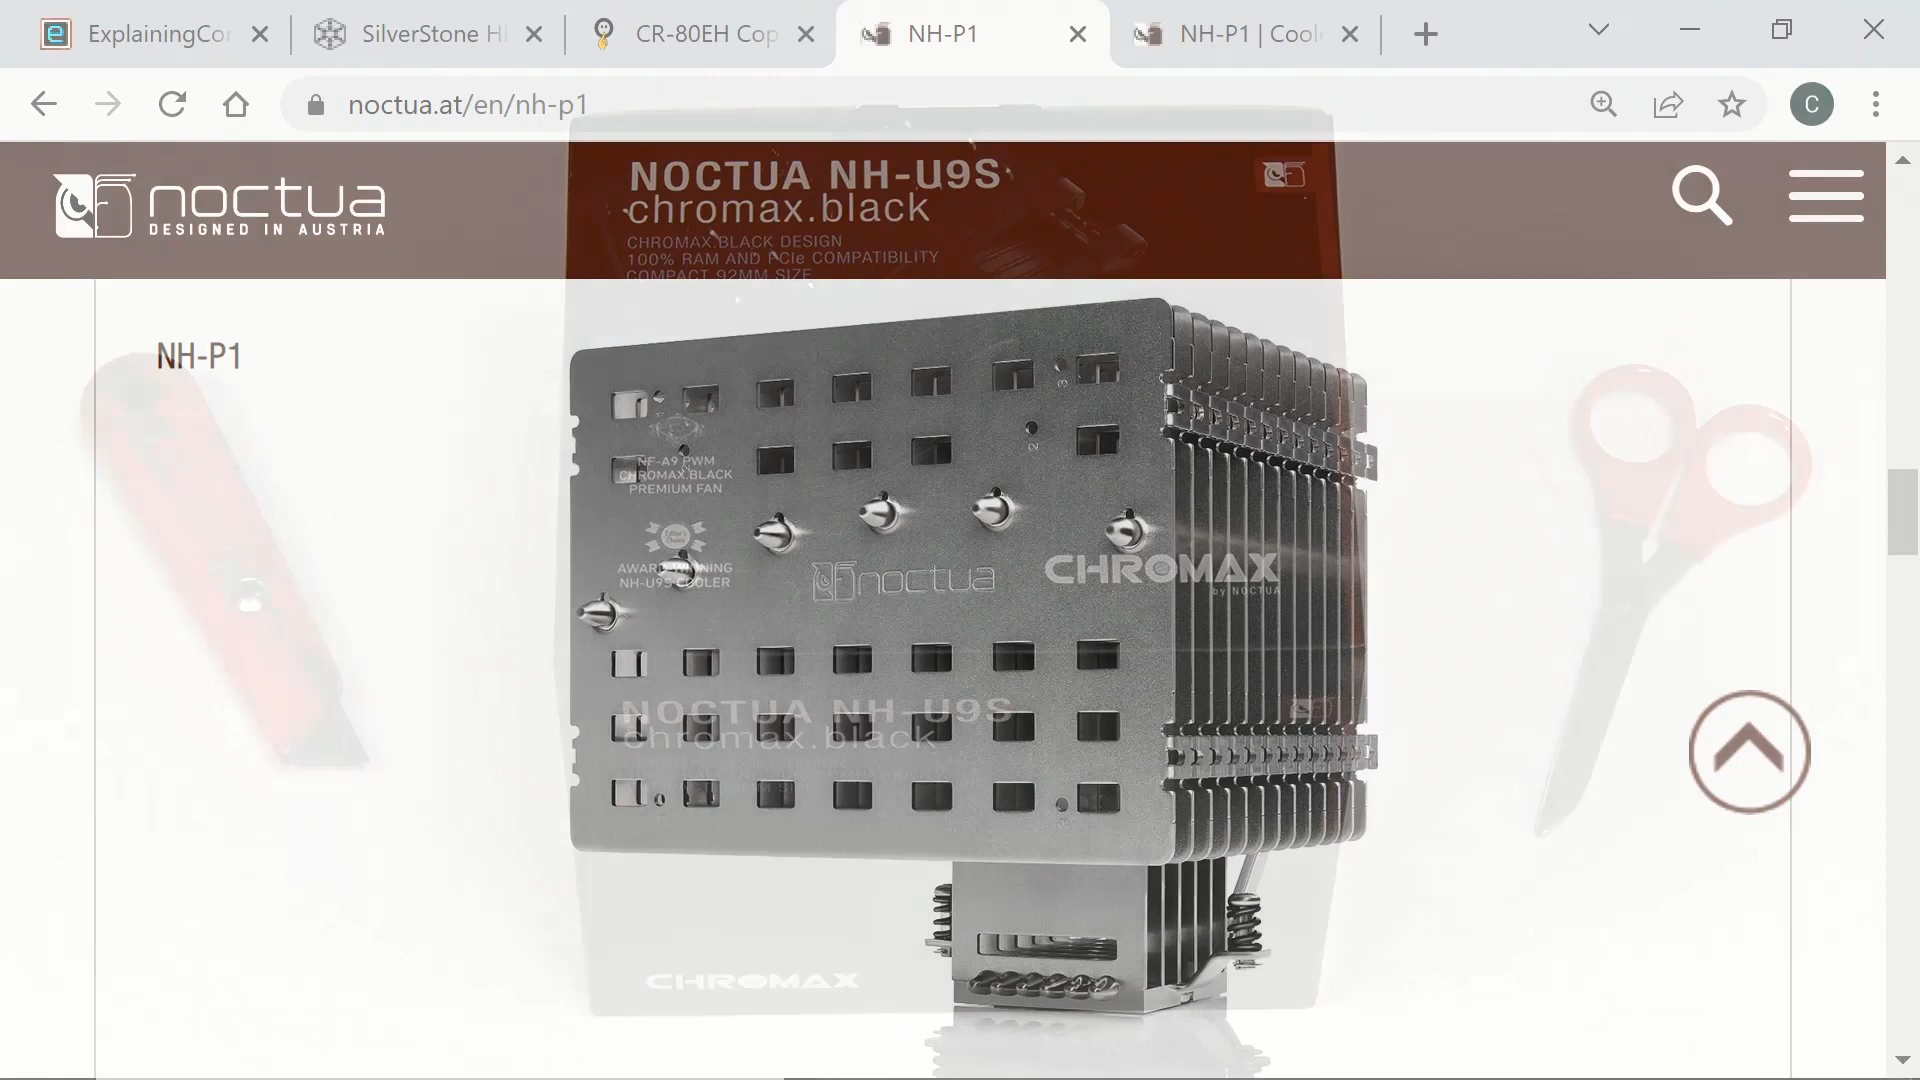 ExplainingCor
SilverStone H
CR-80EH Cop
NH-P1
NH-P1 | Coole
noctua.at/en/nh-p1
C
noctua
DESIGNED IN AUSTRIA
NOCTUA NH-U9S
chromax.black
CHROMAX.BLACK DESIGN
100% RAM AND PCIe COMPATIBILITY
COMPACT 92MM SIZE
NH-P1
NF-A9 PWM
CHROMAX.BLACK
PREMIUM FAN
AWARD-WINNING
NH-U9S COOLER
noctua
CHROMAX
by NOCTUA
NOCTUA NH-U9S
chromax.black
CHROMAX